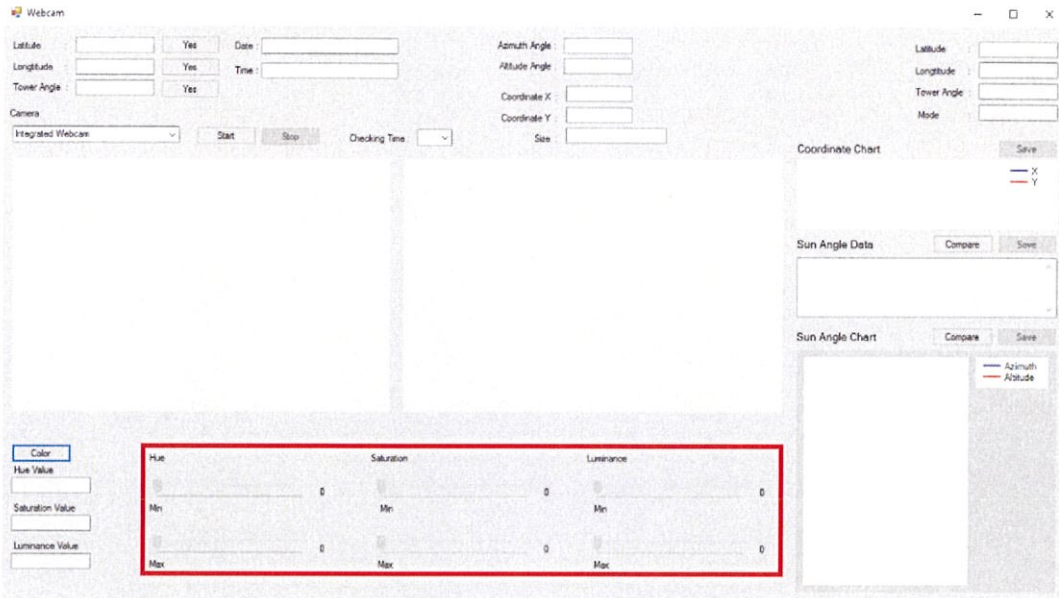 Webcam
Latitute : Yes Date : Azimuth Angle : Latitude :
Longtitude : Yes Time : Altitude Angle : Longtitude :
Tower Angle : Yes Coordinate X : Tower Angle :
Camera Coordinate Y : Mode :
Integrated Webcam Start Stop Checking Time : Size :
Coordinate Chart Save
X
Y
Sun Angle Data Compare Save
Sun Angle Chart Compare Save
Azimuth
Altitude
Color
Hue Value
Saturation Value
Luminance Value
Hue Saturation Luminance
0 0 0
Min Min Min
0 0 0
Max Max Max